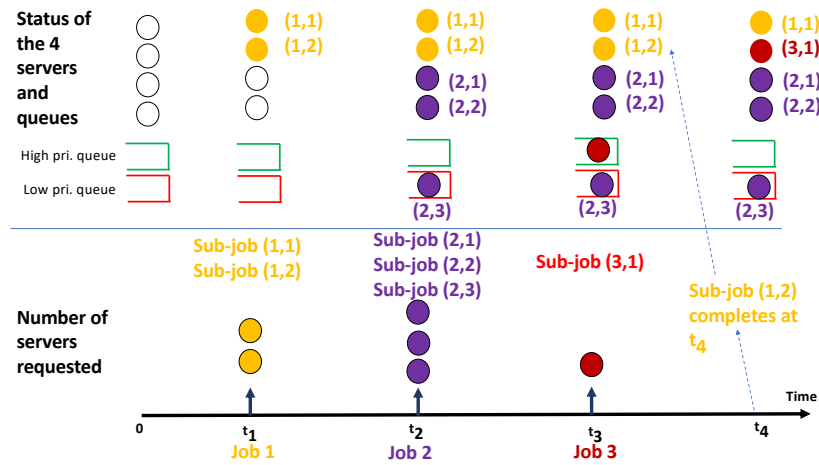 Status of
the 4
servers
and
queues
(1,1)
(1,2)
(1,1)
(1,2)
(2,1)
(2,2)
(1,1)
(1,2)
(2,1)
(2,2)
(1,1)
(3,1)
(2,1)
(2,2)
High pri. queue
Low pri. queue
(2,3)
(2,3)
(2,3)
Sub-job (1,1)
Sub-job (1,2)
Sub-job (2,1)
Sub-job (2,2)
Sub-job (2,3)
Sub-job (3,1)
Sub-job (1,2)
completes at
t4
Number of
servers
requested
Time
0
t1
t2
t3
t4
Job 1
Job 2
Job 3